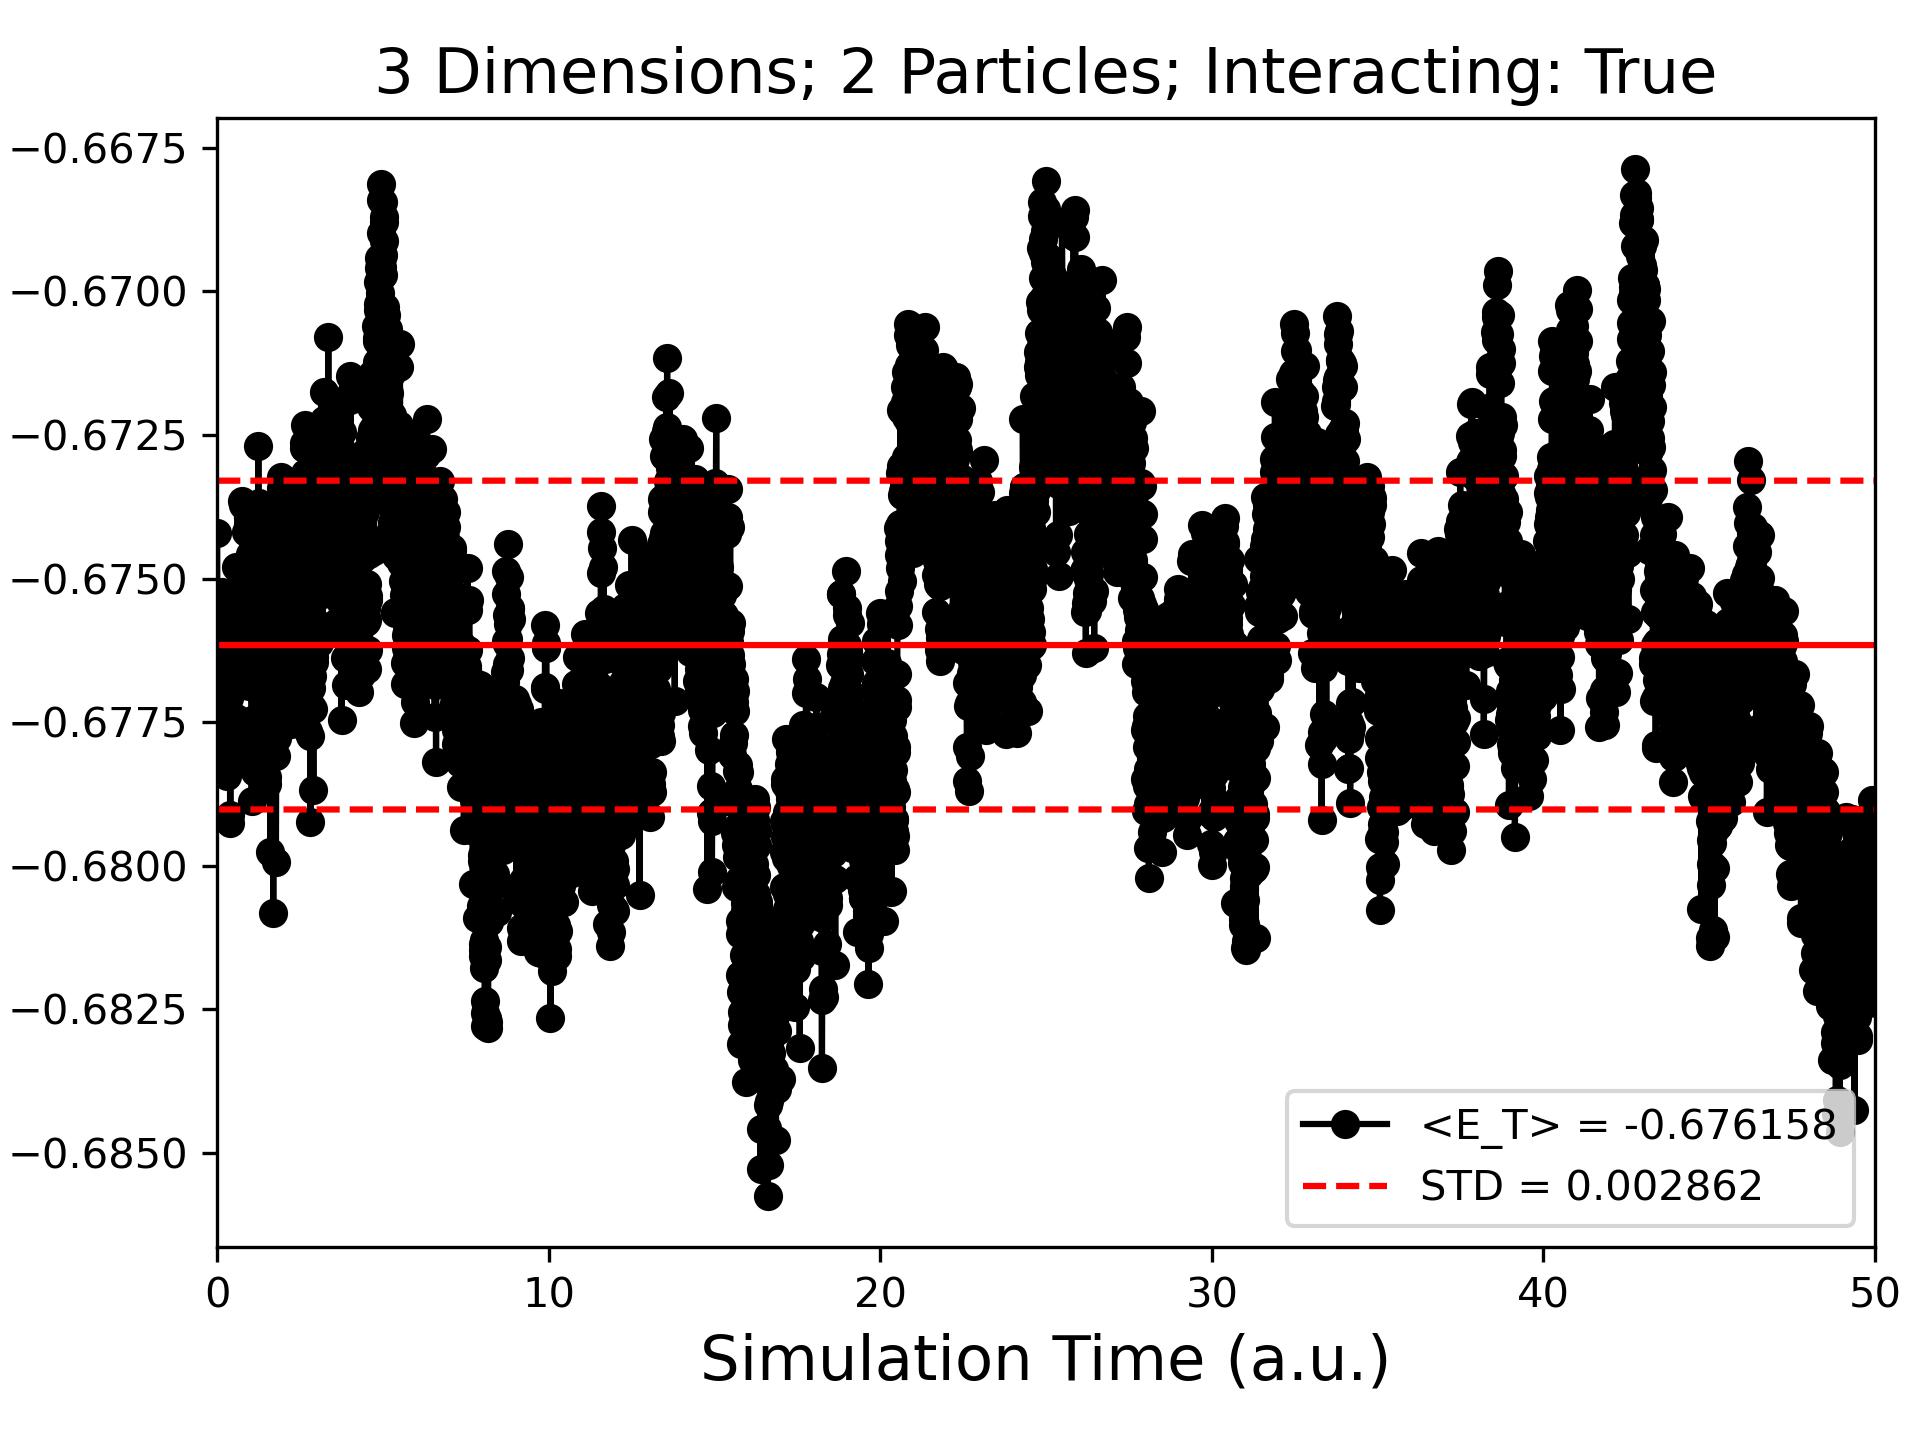 3 Dimensions; 2 Particles; Interacting: True
−0.6675
−0.6700
−0.6725
−0.6750
−0.6775
−0.6800
−0.6825
−0.6850
<E_T> = -0.676158
STD = 0.002862
0 10 20 30 40 50
Simulation Time (a.u.)